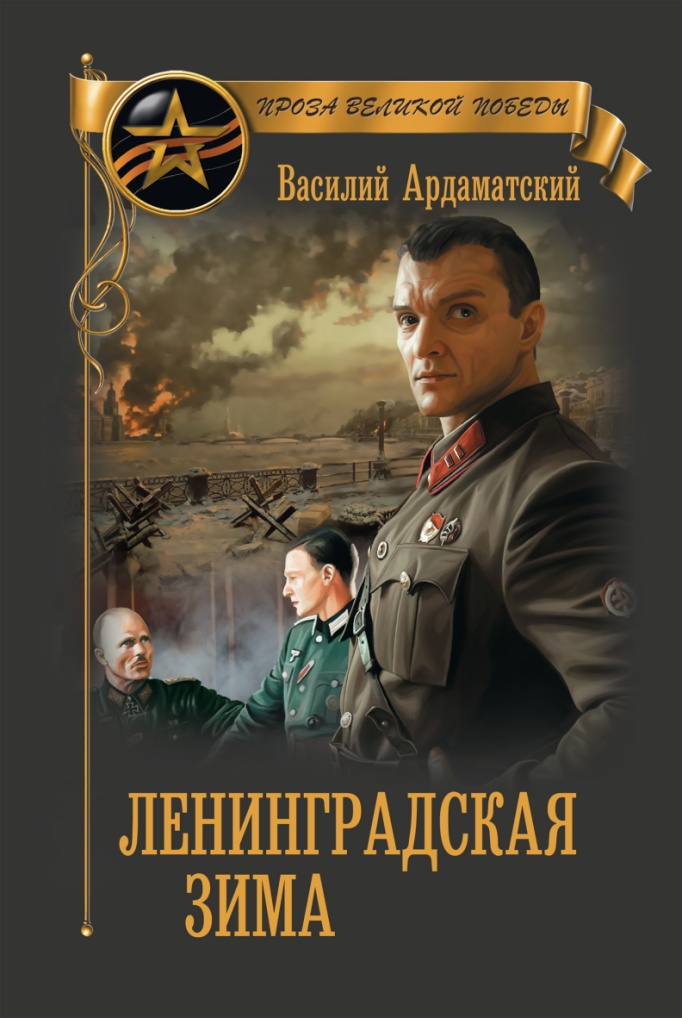 ПРОЗА ВЕЛИКОЙ ПОБЕДЫ
Василий Ардаматский
ЛЕНИНГРАДСКАЯ
ЗИМА